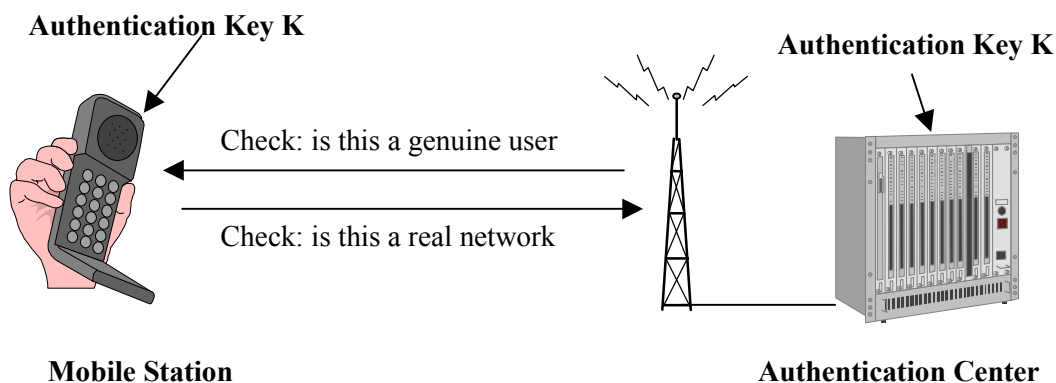 Authentication Key K
Authentication Key K
Check: is this a genuine user
Check: is this a real network
Mobile Station
Authentication Center